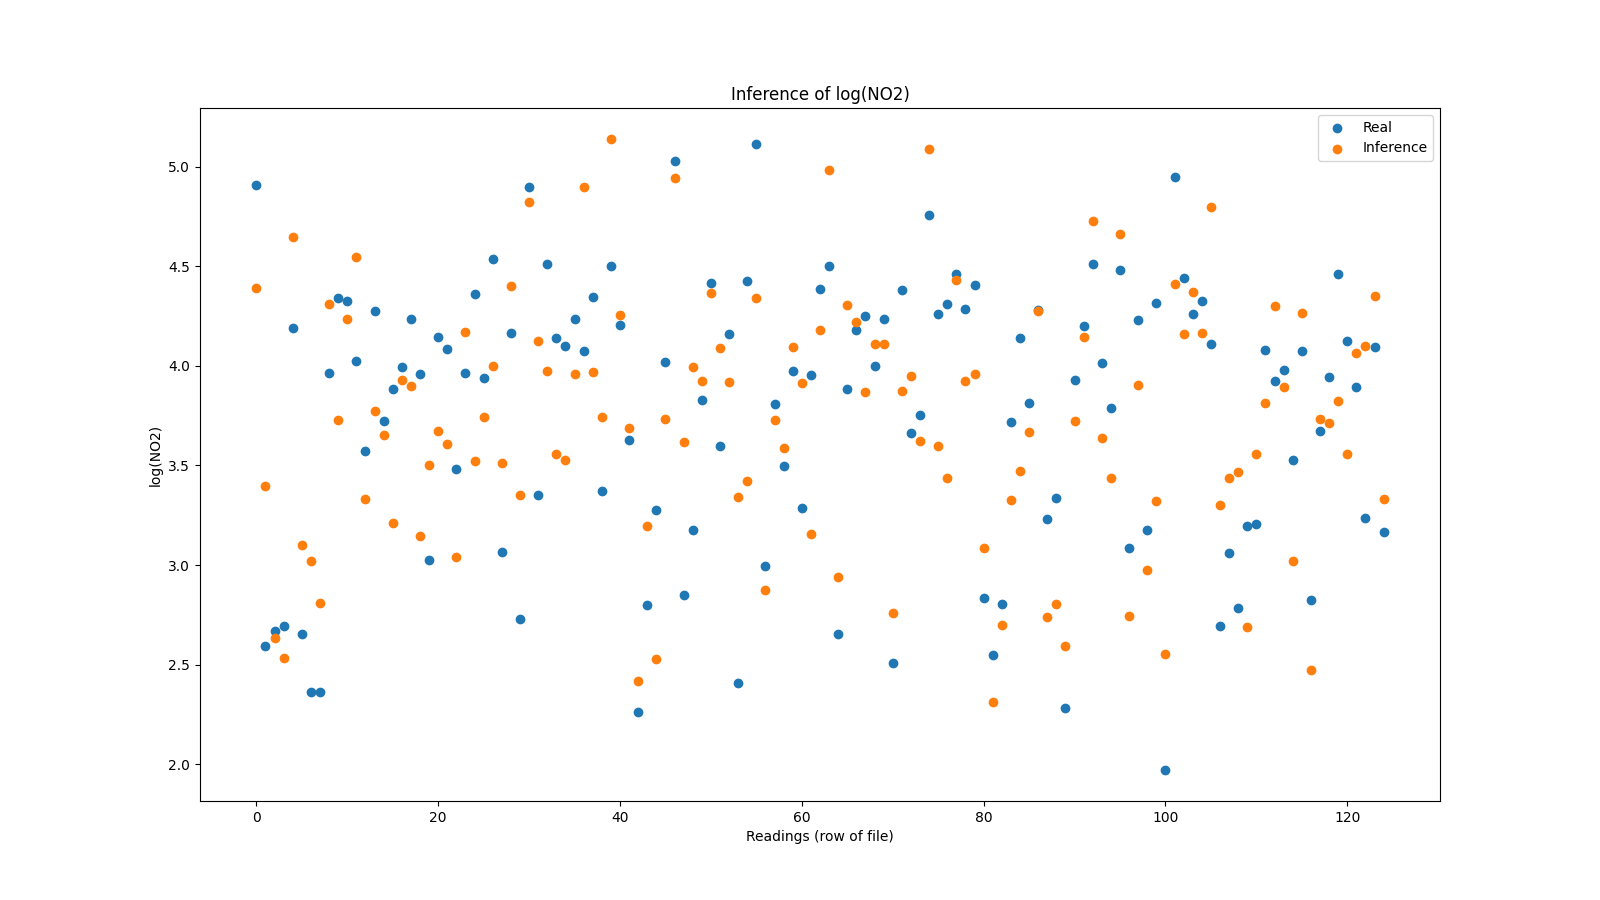 Inference of log(NO2)
Real
Inference
5.0
4.5
4.0
3.5
3.0
2.5
2.0
log(NO2)
0 20 40 60 80 100 120
Readings (row of file)